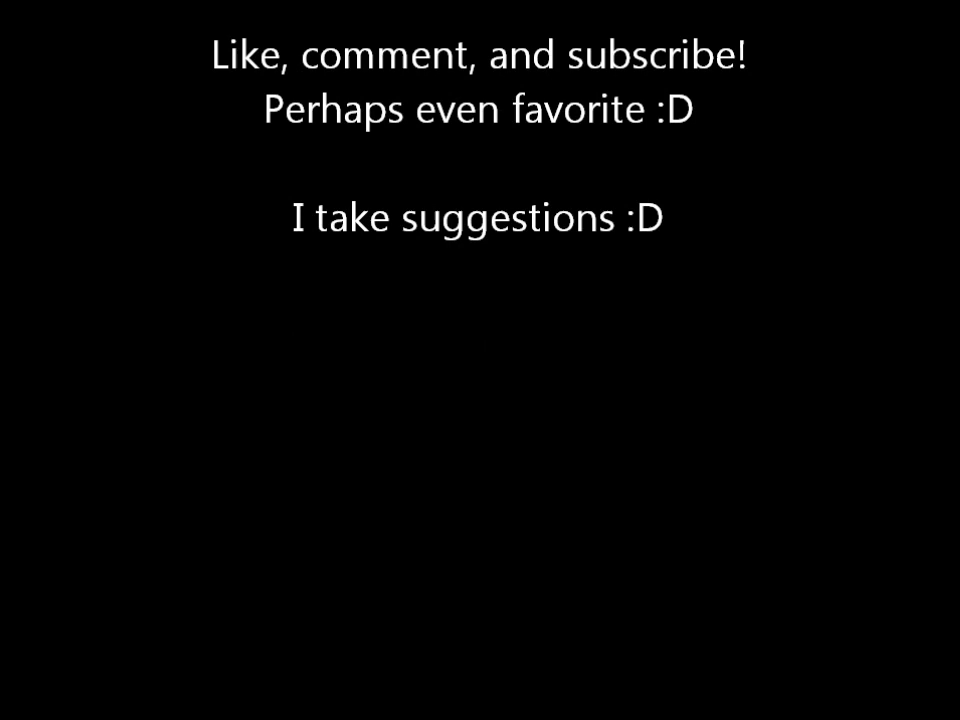 Like, comment, and subscribe!
Perhaps even favorite :D
I take suggestions :D